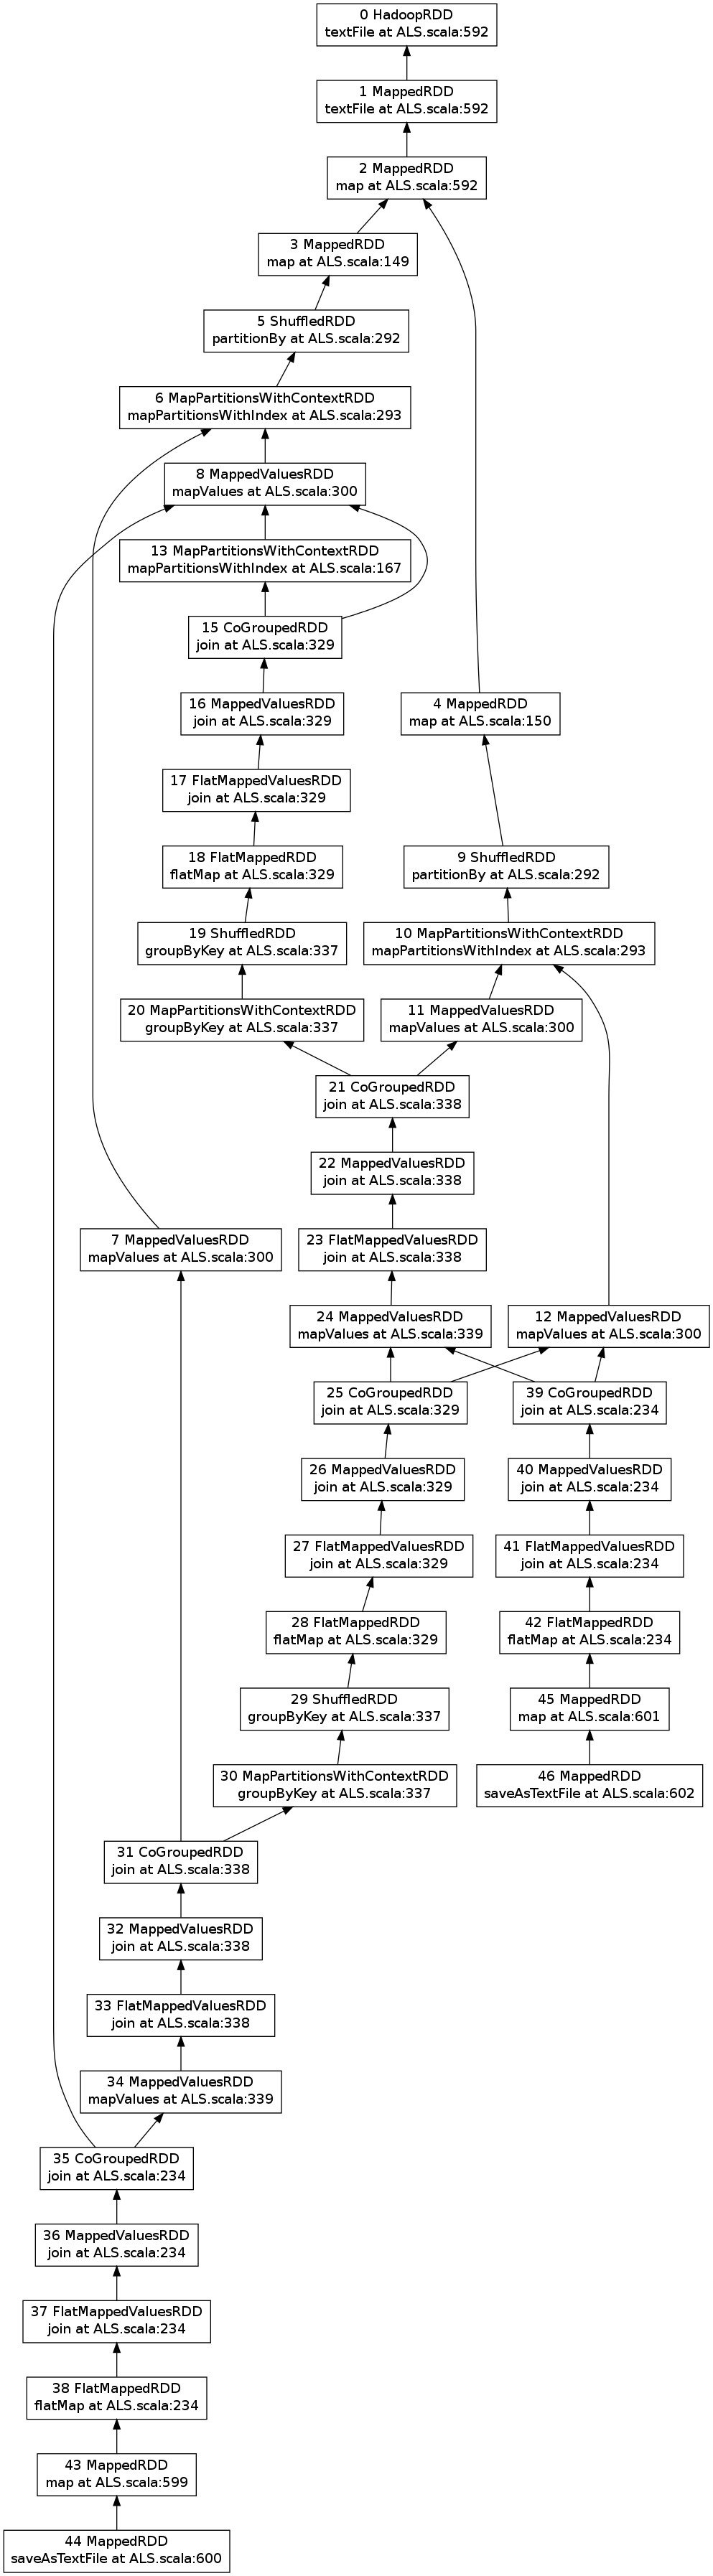 0 HadoopRDD
textFile at ALS.scala:592
1 MappedRDD
textFile at ALS.scala:592
2 MappedRDD
map at ALS.scala:592
3 MappedRDD
map at ALS.scala:149
5 ShuffledRDD
partitionBy at ALS.scala:292
6 MapPartitionsWithContextRDD
mapPartitionsWithIndex at ALS.scala:293
8 MappedValuesRDD
mapValues at ALS.scala:300
13 MapPartitionsWithContextRDD
mapPartitionsWithIndex at ALS.scala:167
15 CoGroupedRDD
join at ALS.scala:329
16 MappedValuesRDD
join at ALS.scala:329
4 MappedRDD
map at ALS.scala:150
17 FlatMappedValuesRDD
join at ALS.scala:329
18 FlatMappedRDD
flatMap at ALS.scala:329
9 ShuffledRDD
partitionBy at ALS.scala:292
19 ShuffledRDD
groupByKey at ALS.scala:337
10 MapPartitionsWithContextRDD
mapPartitionsWithIndex at ALS.scala:293
20 MapPartitionsWithContextRDD
groupByKey at ALS.scala:337
11 MappedValuesRDD
mapValues at ALS.scala:300
21 CoGroupedRDD
join at ALS.scala:338
22 MappedValuesRDD
join at ALS.scala:338
7 MappedValuesRDD
mapValues at ALS.scala:300
23 FlatMappedValuesRDD
join at ALS.scala:338
24 MappedValuesRDD
mapValues at ALS.scala:339
12 MappedValuesRDD
mapValues at ALS.scala:300
25 CoGroupedRDD
join at ALS.scala:329
39 CoGroupedRDD
join at ALS.scala:234
26 MappedValuesRDD
join at ALS.scala:329
40 MappedValuesRDD
join at ALS.scala:234
27 FlatMappedValuesRDD
join at ALS.scala:329
41 FlatMappedValuesRDD
join at ALS.scala:234
28 FlatMappedRDD
flatMap at ALS.scala:329
42 FlatMappedRDD
flatMap at ALS.scala:234
29 ShuffledRDD
groupByKey at ALS.scala:337
45 MappedRDD
map at ALS.scala:601
30 MapPartitionsWithContextRDD
groupByKey at ALS.scala:337
46 MappedRDD
saveAsTextFile at ALS.scala:602
31 CoGroupedRDD
join at ALS.scala:338
32 MappedValuesRDD
join at ALS.scala:338
33 FlatMappedValuesRDD
join at ALS.scala:338
34 MappedValuesRDD
mapValues at ALS.scala:339
35 CoGroupedRDD
join at ALS.scala:234
36 MappedValuesRDD
join at ALS.scala:234
37 FlatMappedValuesRDD
join at ALS.scala:234
38 FlatMappedRDD
flatMap at ALS.scala:234
43 MappedRDD
map at ALS.scala:599
44 MappedRDD
saveAsTextFile at ALS.scala:600